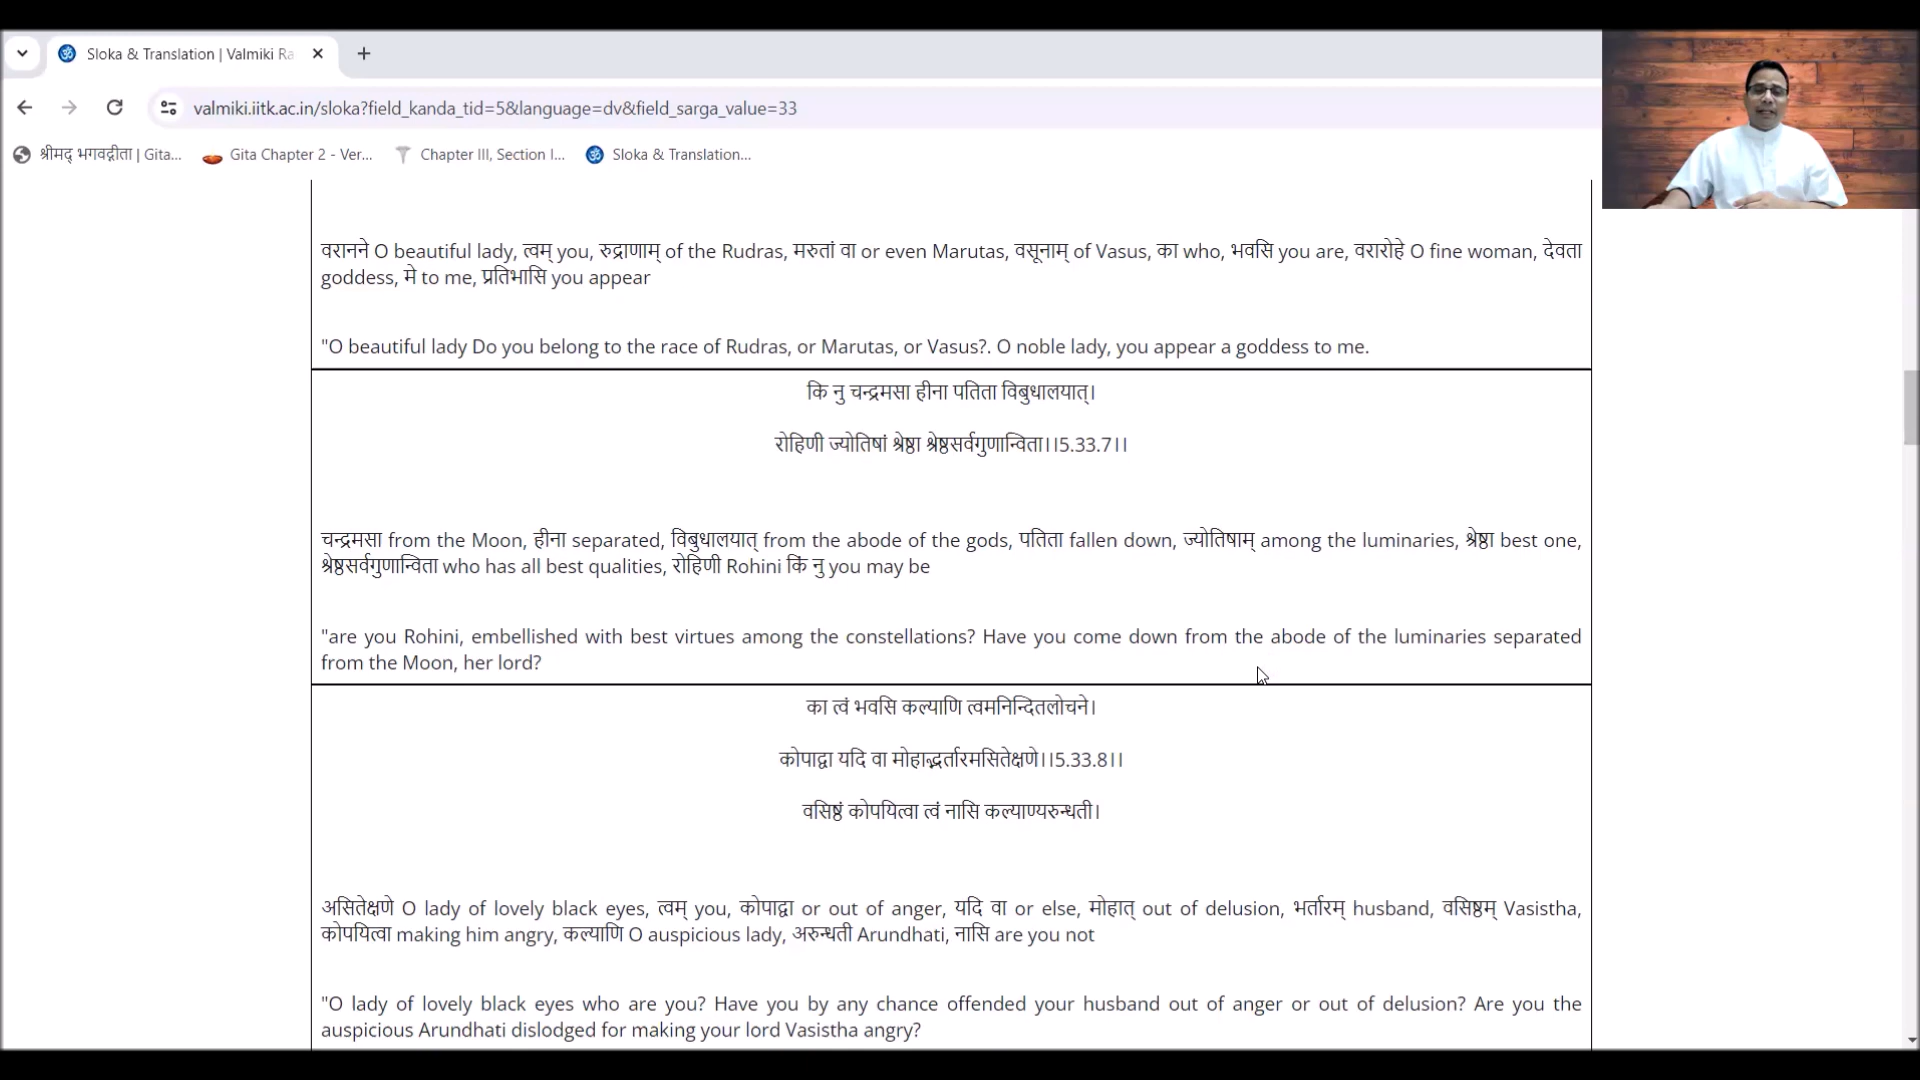 Sloka & Translation | Valmiki Ra
valmiki.iitk.ac.in/sloka?field_kanda_tid=5&language=dv&field_sarga_value=33
श्रीमद् भगवद्गीता | Gita...
Gita Chapter 2 - Ver...
Chapter III, Section I...
Sloka & Translation...
वरानने O beautiful lady, त्वम् you, रुद्राणाम् of the Rudras, मरुतां वा or even Marutas, वसूनाम् of Vasus, का who, भवसि you are, वरारोहे O fine woman, देवता
goddess, मे to me, प्रतिभासि you appear
"O beautiful lady Do you belong to the race of Rudras, or Marutas, or Vasus?. O noble lady, you appear a goddess to me.
कि नु चन्द्रमसा हीना पतिता विबुधालयात्।
रोहिणी ज्योतिषां श्रेष्ठा श्रेष्ठसर्वगुणान्विता।।5.33.7।।
चन्द्रमसा from the Moon, हीना separated, विबुधालयात् from the abode of the gods, पतिता fallen down, ज्योतिषाम् among the luminaries, श्रेष्ठा best one,
श्रेष्ठसर्वगुणान्विता who has all best qualities, रोहिणी Rohini किं नु you may be
"are you Rohini, embellished with best virtues among the constellations? Have you come down from the abode of the luminaries separated
from the Moon, her lord?
का त्वं भवसि कल्याणि त्वमनिन्दितलोचने।
कोपाद्वा यदि वा मोहाद्भर्तारमसितेक्षणे।।5.33.8।।
वसिष्ठं कोपयित्वा त्वं नासि कल्याण्यरुन्धती।
असितेक्षणे O lady of lovely black eyes, त्वम् you, कोपाद्वा or out of anger, यदि वा or else, मोहात् out of delusion, भर्तारम् husband, वसिष्ठम् Vasistha,
कोपयित्वा making him angry, कल्याणि O auspicious lady, अरुन्धती Arundhati, नासि are you not
"O lady of lovely black eyes who are you? Have you by any chance offended your husband out of anger or out of delusion? Are you the
auspicious Arundhati dislodged for making your lord Vasistha angry?